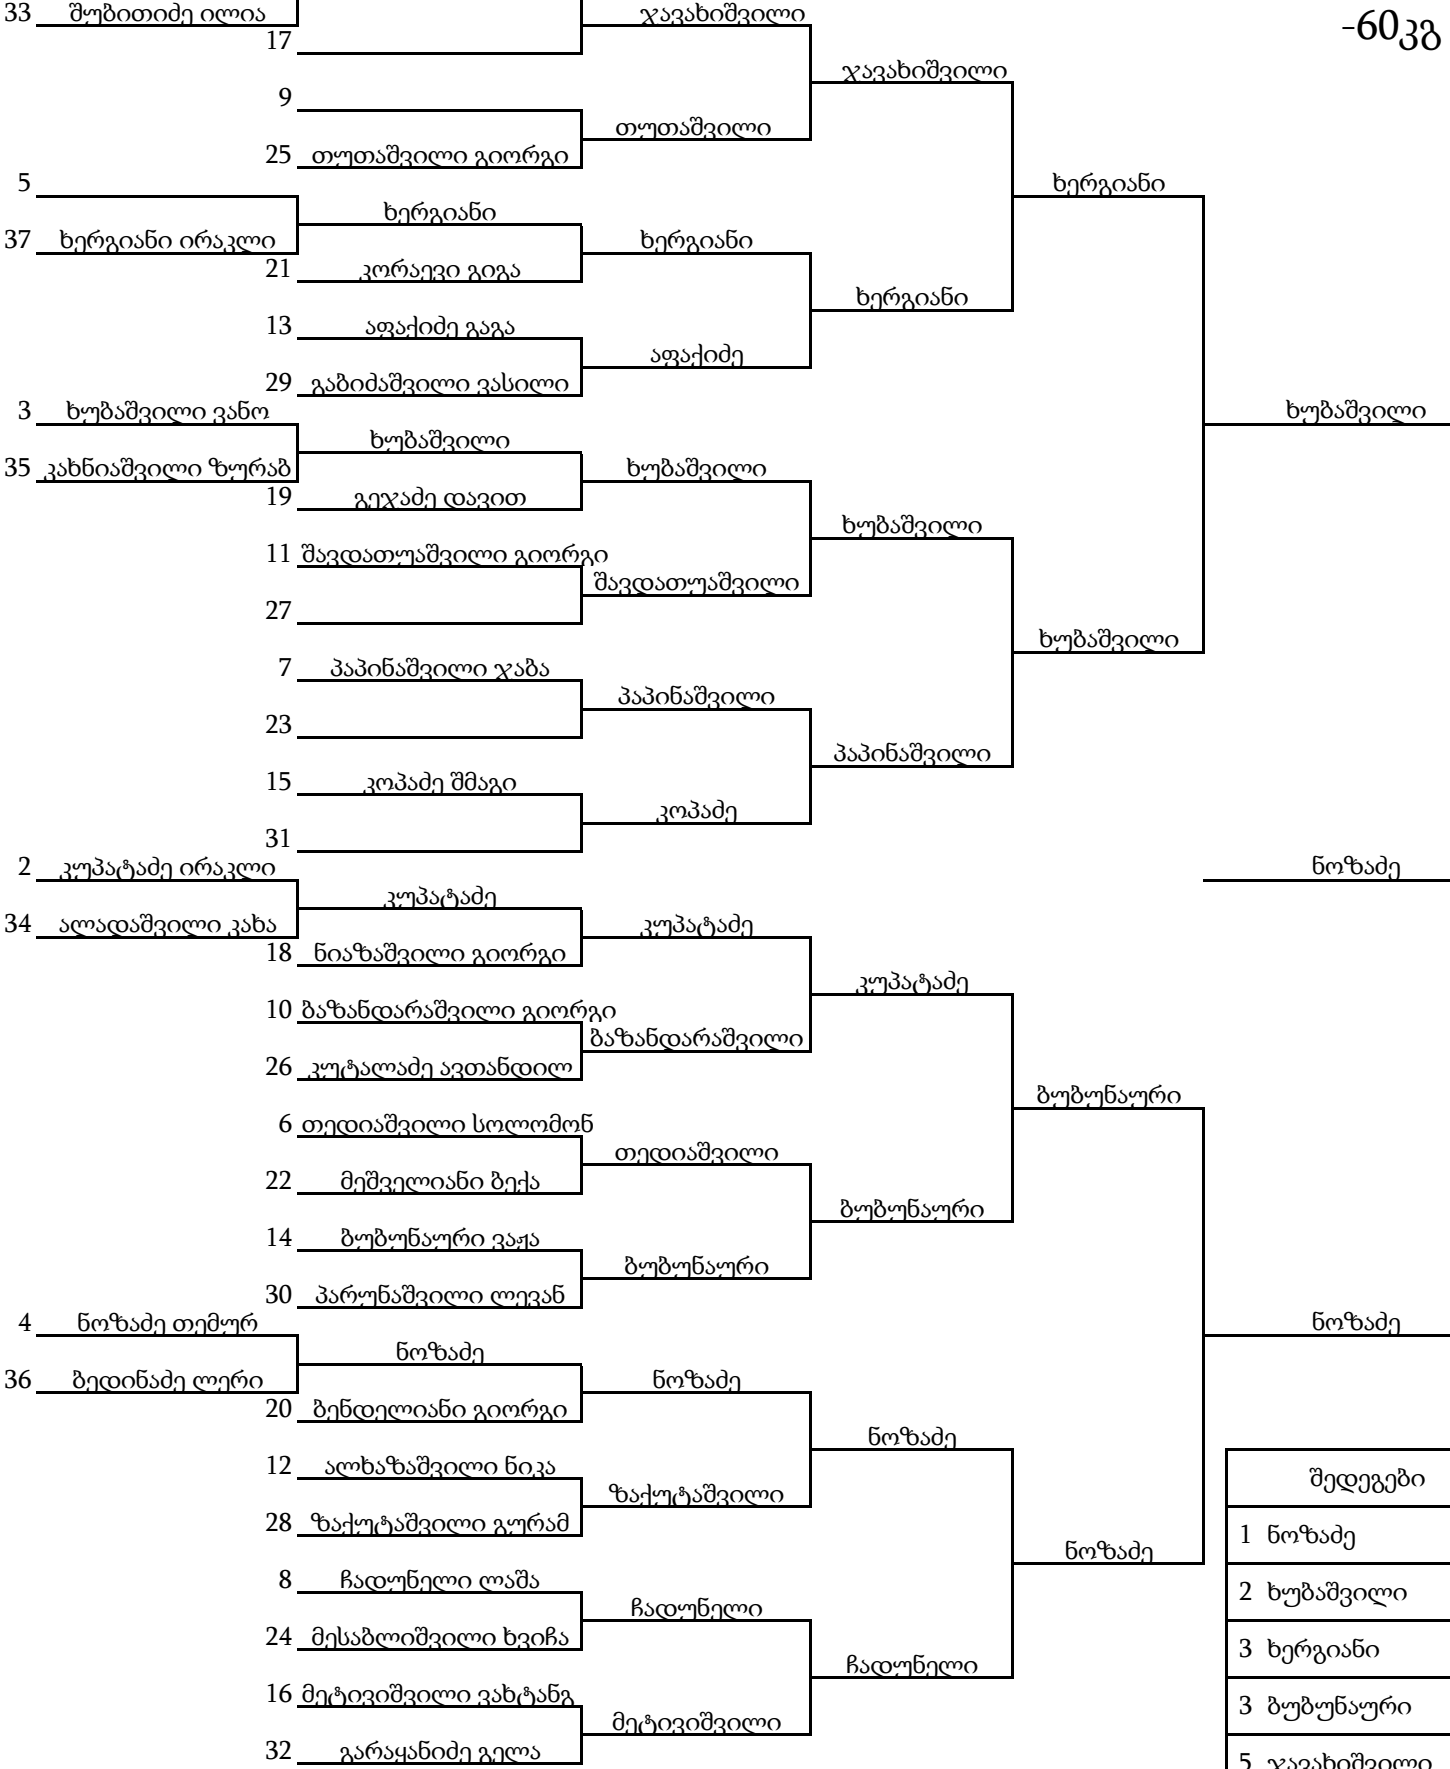 33 შუბითიძე ილია
ჯავახიშვილი
-60კგ
17
ჯავახიშვილი
9
თუთაშვილი
25 თუთაშვილი გიორგი
5
ხერგიანი
ხერგიანი
37 ხერგიანი ირაკლი
ხერგიანი
21 კორაევი გიგა
ხერგიანი
13 აფაქიძე გაგა
აფაქიძე
29 გაბიძაშვილი ვასილი
3 ხუბაშვილი ვანო
ხუბაშვილი
ხუბაშვილი
35 კახნიაშვილი ზურაბ
ხუბაშვილი
19 გეჯაძე დავით
ხუბაშვილი
11 შავდათუაშვილი გიორგი
შავდათუაშვილი
27
ხუბაშვილი
7 პაპინაშვილი ჯაბა
პაპინაშვილი
23
პაპინაშვილი
15 კოპაძე შმაგი
კოპაძე
31
2 კუპატაძე ირაკლი
ნოზაძე
კუპატაძე
34 ალადაშვილი კახა
კუპატაძე
18 ნიაზაშვილი გიორგი
კუპატაძე
10 ბაზანდარაშვილი გიორგი
ბაზანდარაშვილი
26 კუტალაძე ავთანდილ
ბუბუნაური
6 თედიაშვილი სოლომონ
თედიაშვილი
22 მეშველიანი ბექა
ბუბუნაური
14 ბუბუნაური ვაჟა
ბუბუნაური
30 პარუნაშვილი ლევან
4 ნოზაძე თემურ
ნოზაძე
ნოზაძე
36 ბედინაძე ლერი
ნოზაძე
20 ბენდელიანი გიორგი
ნოზაძე
12 ალხაზაშვილი ნიკა
შედეგები
ზაქუტაშვილი
28 ზაქუტაშვილი გურამ
1 ნოზაძე
ნოზაძე
8 ჩადუნელი ლაშა
2 ხუბაშვილი
ჩადუნელი
24 მესაბლიშვილი ხვიჩა
3 ხერგიანი
ჩადუნელი
16 მეტივიშვილი ვახტანგ
3 ბუბუნაური
მეტივიშვილი
32 გარაყანიძე გელა
5 ჯავახიშვილი